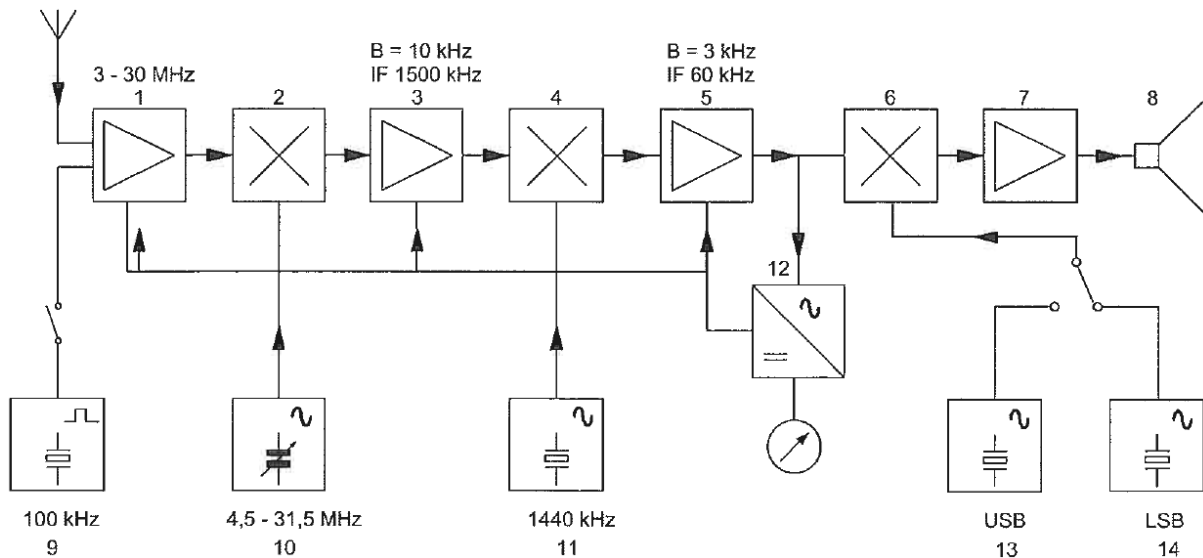 B = 10 kHz
IF 1500 kHz
B = 3 kHz
IF 60 kHz
3 - 30 MHz
1
2
3
4
5
6
7
8
12
100 kHz
4,5 - 31,5 MHz
1440 kHz
USB
LSB
9
10
11
13
14